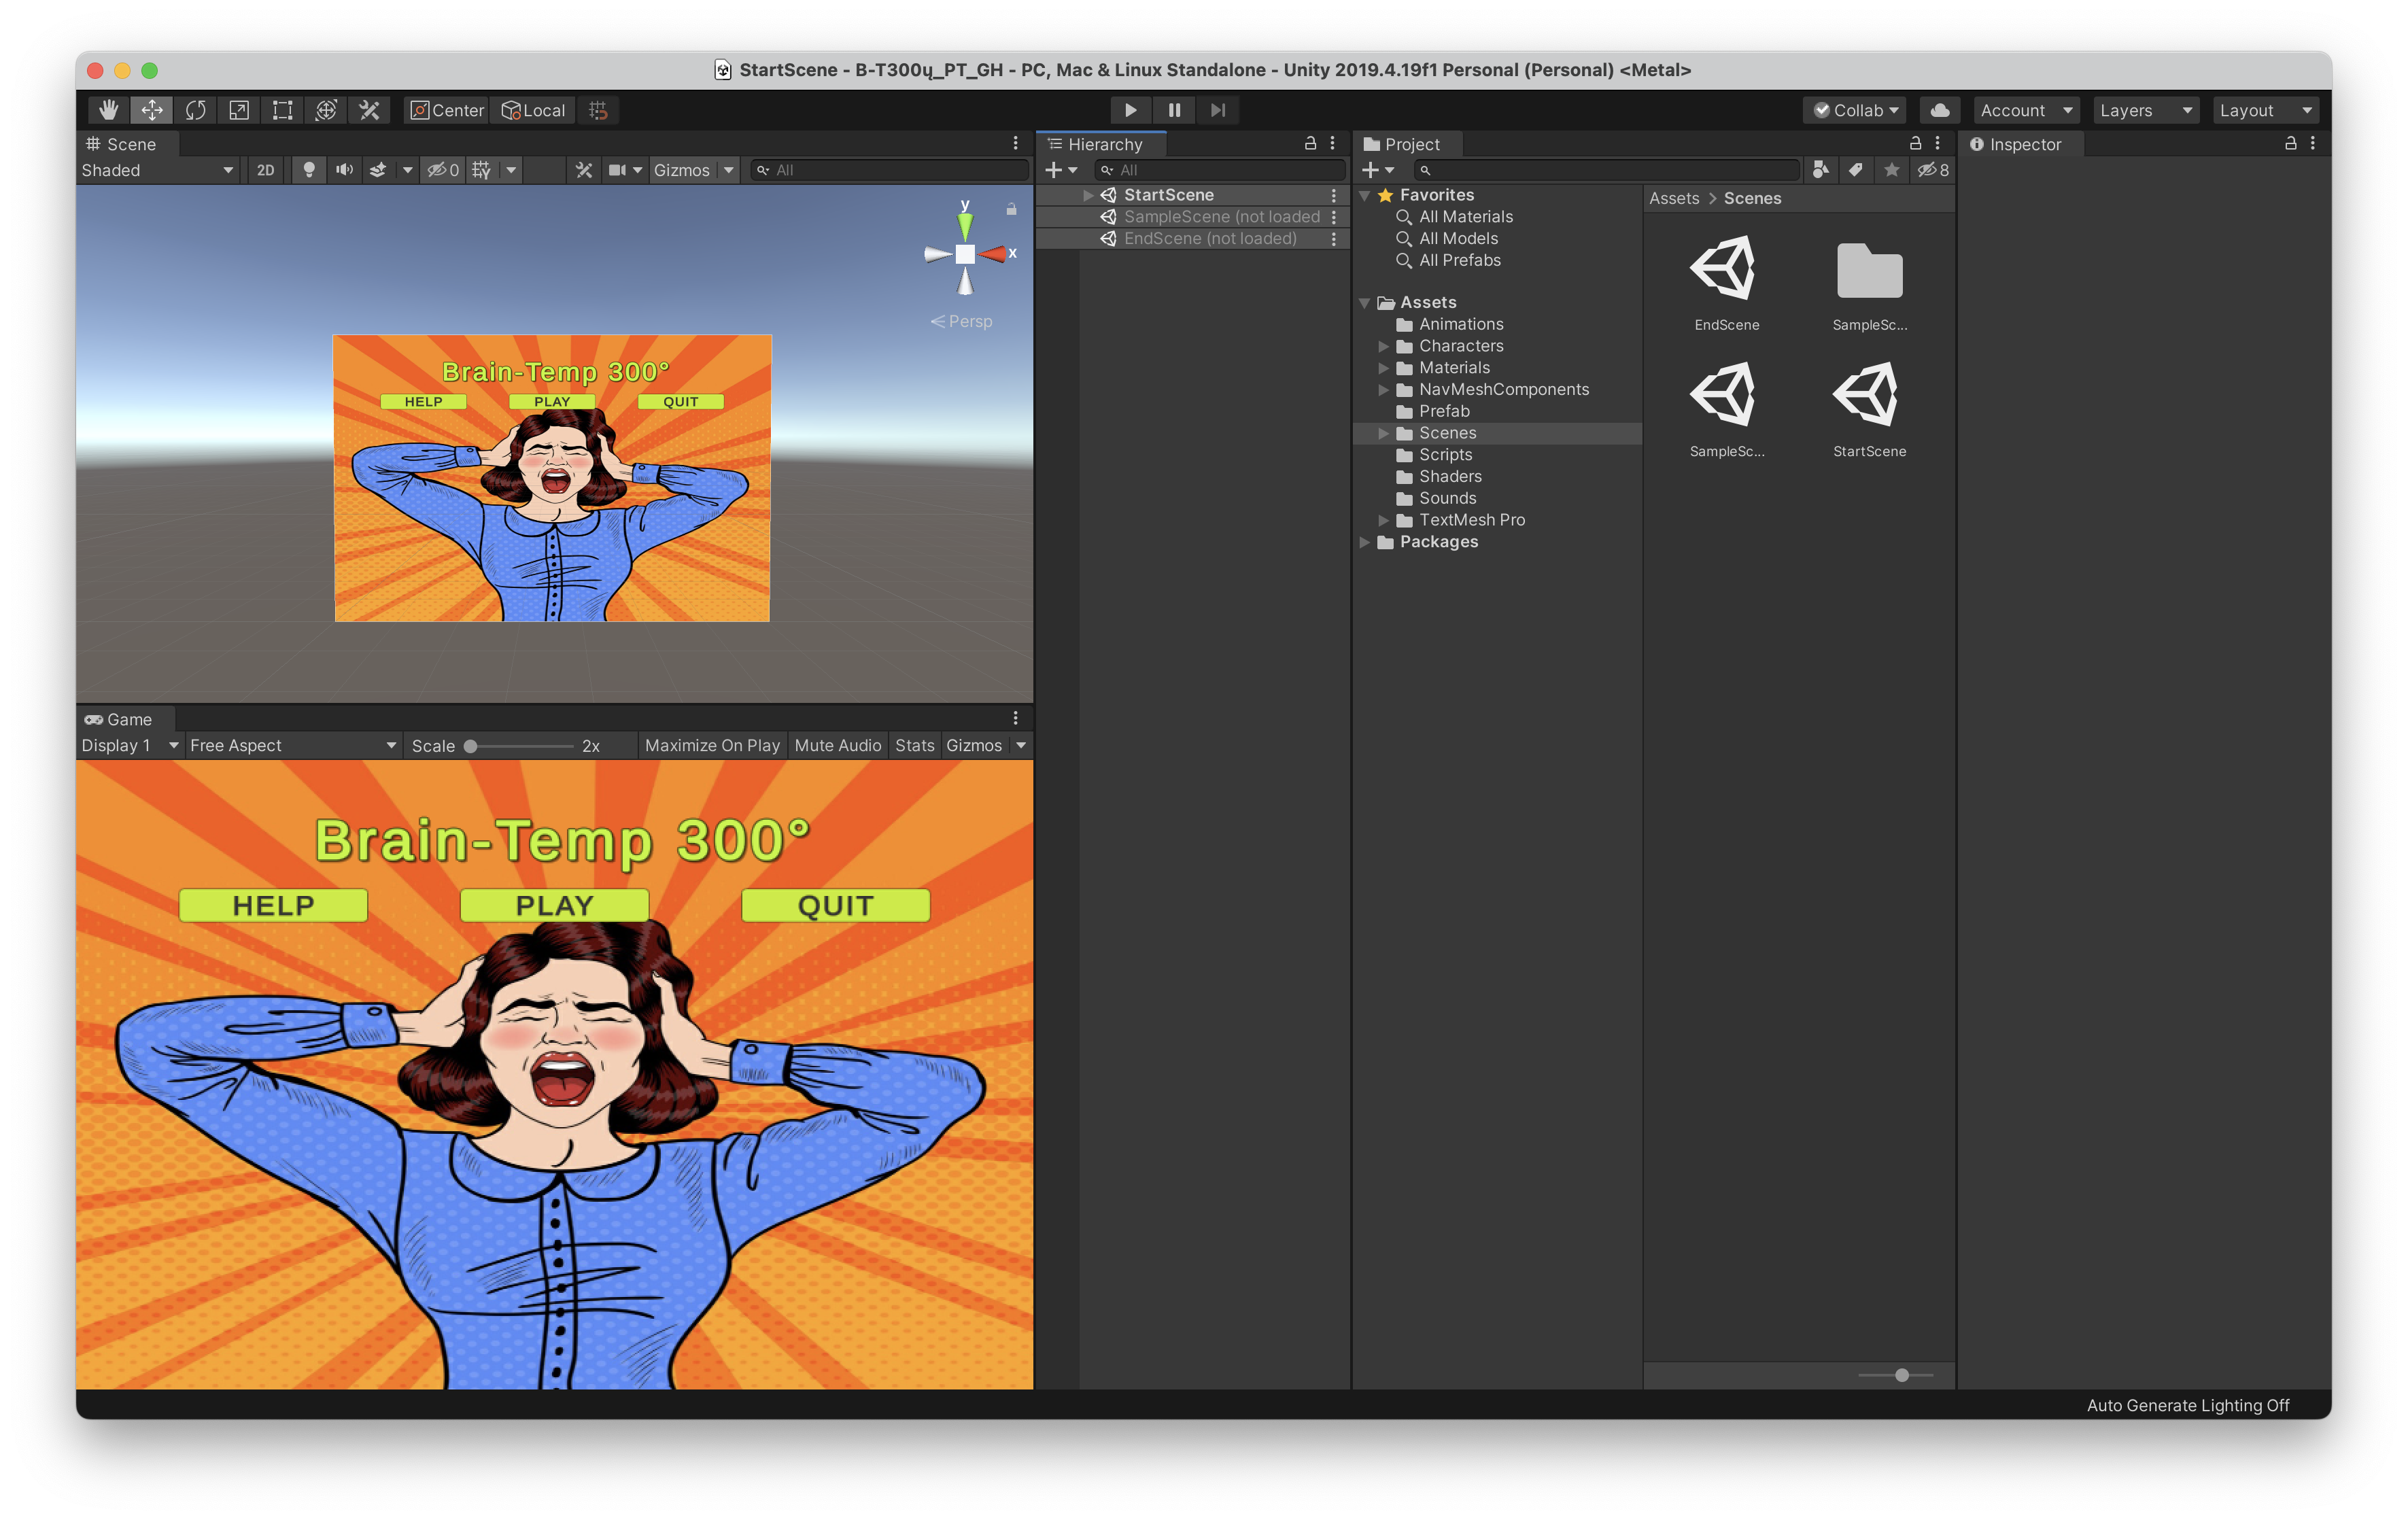 StartScene - B-T300ų_PT_GH - PC, Mac & Linux Standalone - Unity 2019.4.19f1 Personal (Personal) <Metal>
Center Local
Collab Account Layers Layout
Scene
Shaded 2D 0 Gizmos All
y
x
Persp
Brain-Temp 300°
HELP PLAY QUIT
Game
Display 1 Free Aspect Scale 2x Maximize On Play Mute Audio Stats Gizmos
Brain-Temp 300°
HELP PLAY QUIT
Hierarchy
All
StartScene
SampleScene (not loaded
EndScene (not loaded)
Project
8
Favorites
All Materials
All Models
All Prefabs
Assets
Animations
Characters
Materials
NavMeshComponents
Prefab
Scenes
Scripts
Shaders
Sounds
TextMesh Pro
Packages
Assets > Scenes
EndScene SampleSc...
SampleSc... StartScene
Inspector
Auto Generate Lighting Off